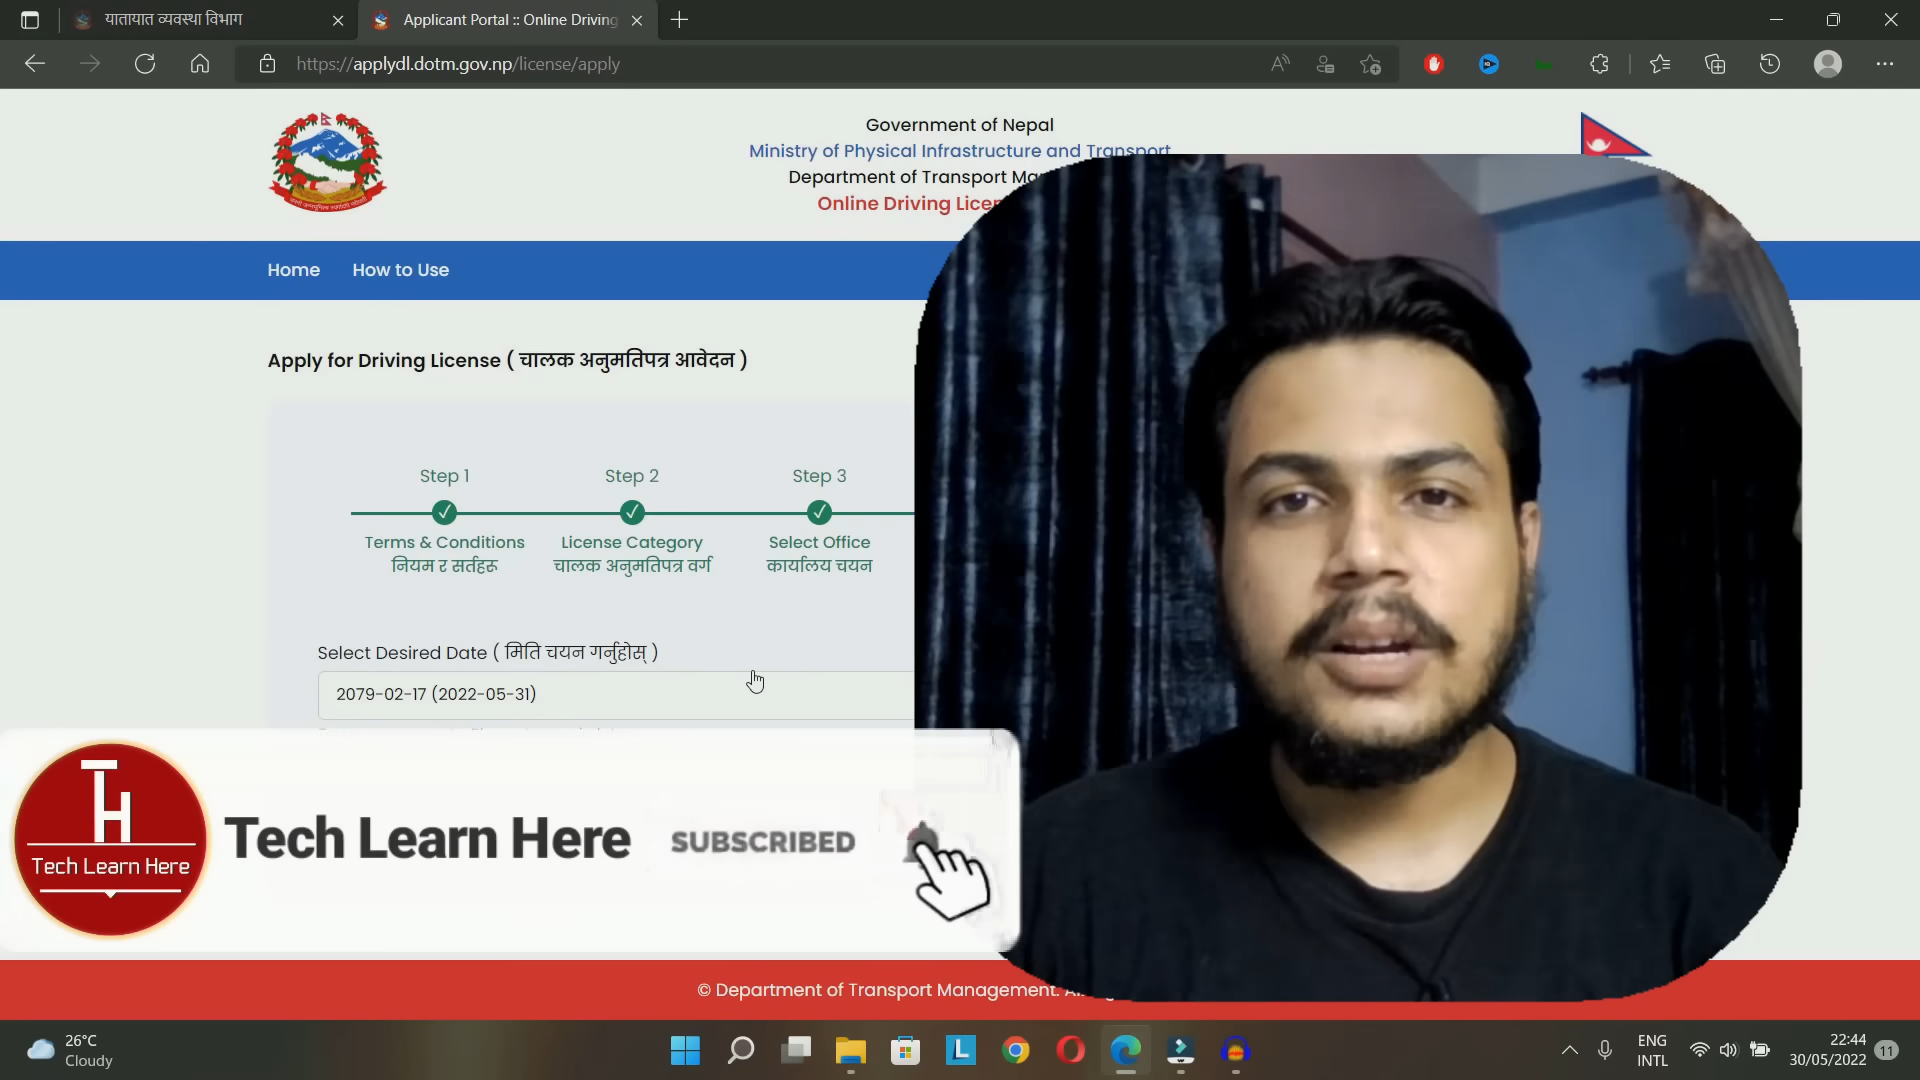 यातायात व्यवस्था विभाग
Applicant Portal :: Online Driving
https://applydl.dotm.gov.np/license/apply
Government of Nepal
Ministry of Physical Infrastructure and Transport
Department of Transport
Online Driving
Home How to Use
Apply for Driving License ( चालक अनुमतिपत्र आवेदन )
Step 1 Step 2 Step 3
Terms & Conditions License Category Select Office
नियम र सर्तहरू चालक अनुमतिपत्र वर्ग कार्यालय चयन
Select Desired Date ( मिति चयन गर्नुहोस् )
2079-02-17 (2022-05-31)
TH
Tech Learn Here
Tech Learn Here SUBSCRIBED
© Department of Transport Management.
26°C
Cloudy
L
ENG
INTL
22:44
30/05/2022
11